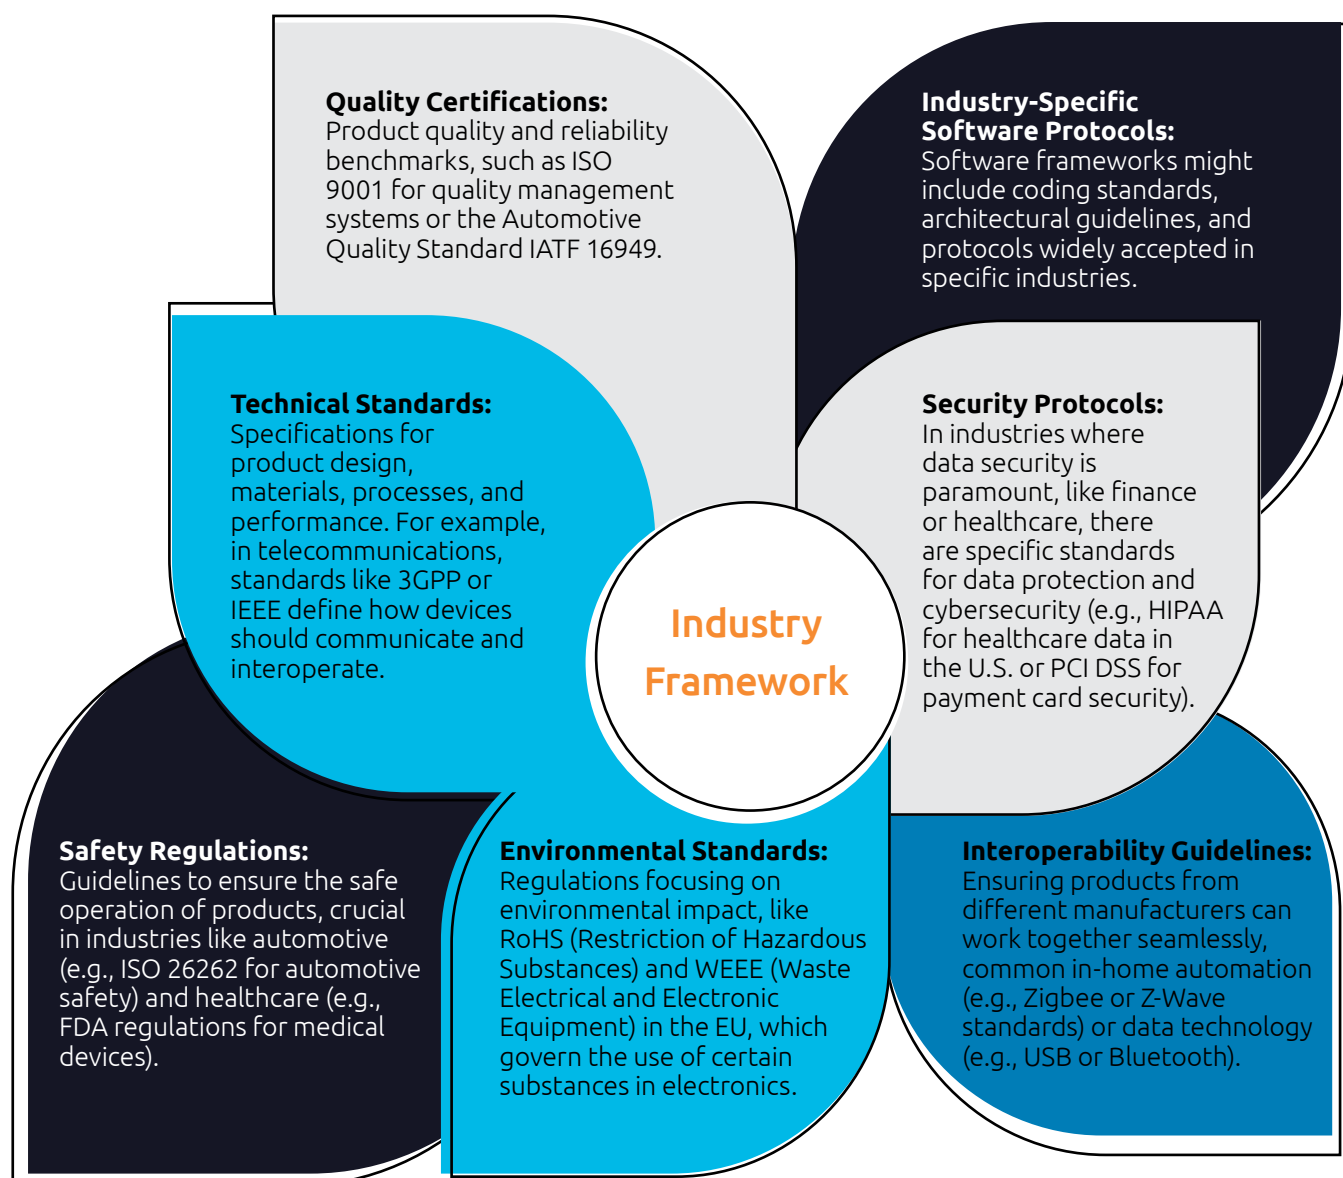 Quality Certifications:
Product quality and reliability
benchmarks, such as ISO
9001 for quality management
systems or the Automotive
Quality Standard IATF 16949.
Industry-Specific
Software Protocols:
Software frameworks might
include coding standards,
architectural guidelines, and
protocols widely accepted in
specific industries.
Technical Standards:
Specifications for
product design,
materials, processes, and
performance. For example,
in telecommunications,
standards like 3GPP or
IEEE define how devices
should communicate and
interoperate.
Industry
Framework
Security Protocols:
In industries where
data security is
paramount, like finance
or healthcare, there
are specific standards
for data protection and
cybersecurity (e.g., HIPAA
for healthcare data in
the U.S. or PCI DSS for
payment card security).
Safety Regulations:
Guidelines to ensure the safe
operation of products, crucial
in industries like automotive
(e.g., ISO 26262 for automotive
safety) and healthcare (e.g.,
FDA regulations for medical
devices).
Environmental Standards:
Regulations focusing on
environmental impact, like
RoHS (Restriction of Hazardous
Substances) and WEEE (Waste
Electrical and Electronic
Equipment) in the EU, which
govern the use of certain
substances in electronics.
Interoperability Guidelines:
Ensuring products from
different manufacturers can
work together seamlessly,
common in-home automation
(e.g., Zigbee or Z-Wave
standards) or data technology
(e.g., USB or Bluetooth).